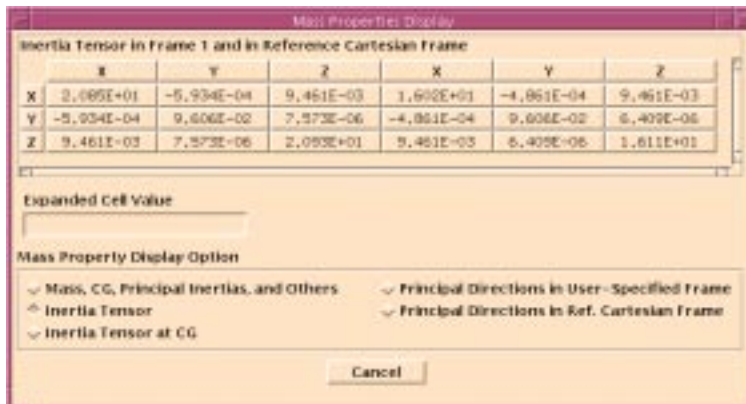 Mass Properties Display
Inertia Tensor in Frame 1 and in Reference Cartesian Frame
X Y Z X Y Z
X 2.085E+01 -5.934E-04 9.461E-03 1.602E+01 -4.861E-04 9.461E-03
Y -5.934E-04 9.606E-02 7.573E-06 -4.861E-04 9.606E-02 6.409E-06
Z 9.461E-03 7.573E-06 2.093E+01 9.461E-03 6.409E-06 1.611E+01
Expanded Cell Value
Mass Property Display Option
Mass, CG, Principal Inertias, and Others Principal Directions in User-Specified Frame
Inertia Tensor Principal Directions in Ref. Cartesian Frame
Inertia Tensor at CG
Cancel